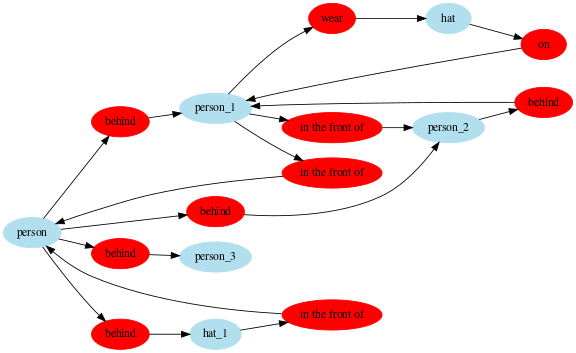 wear
hat
on
person_1
behind
behind
in the front of
person_2
in the front of
behind
person
behind
person_3
in the front of
behind
hat_1